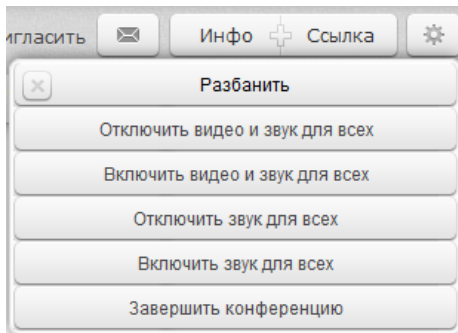 игласить Инфо Ссылка
Разбанить
Отключить видео и звук для всех
Включить видео и звук для всех
Отключить звук для всех
Включить звук для всех
Завершить конференцию